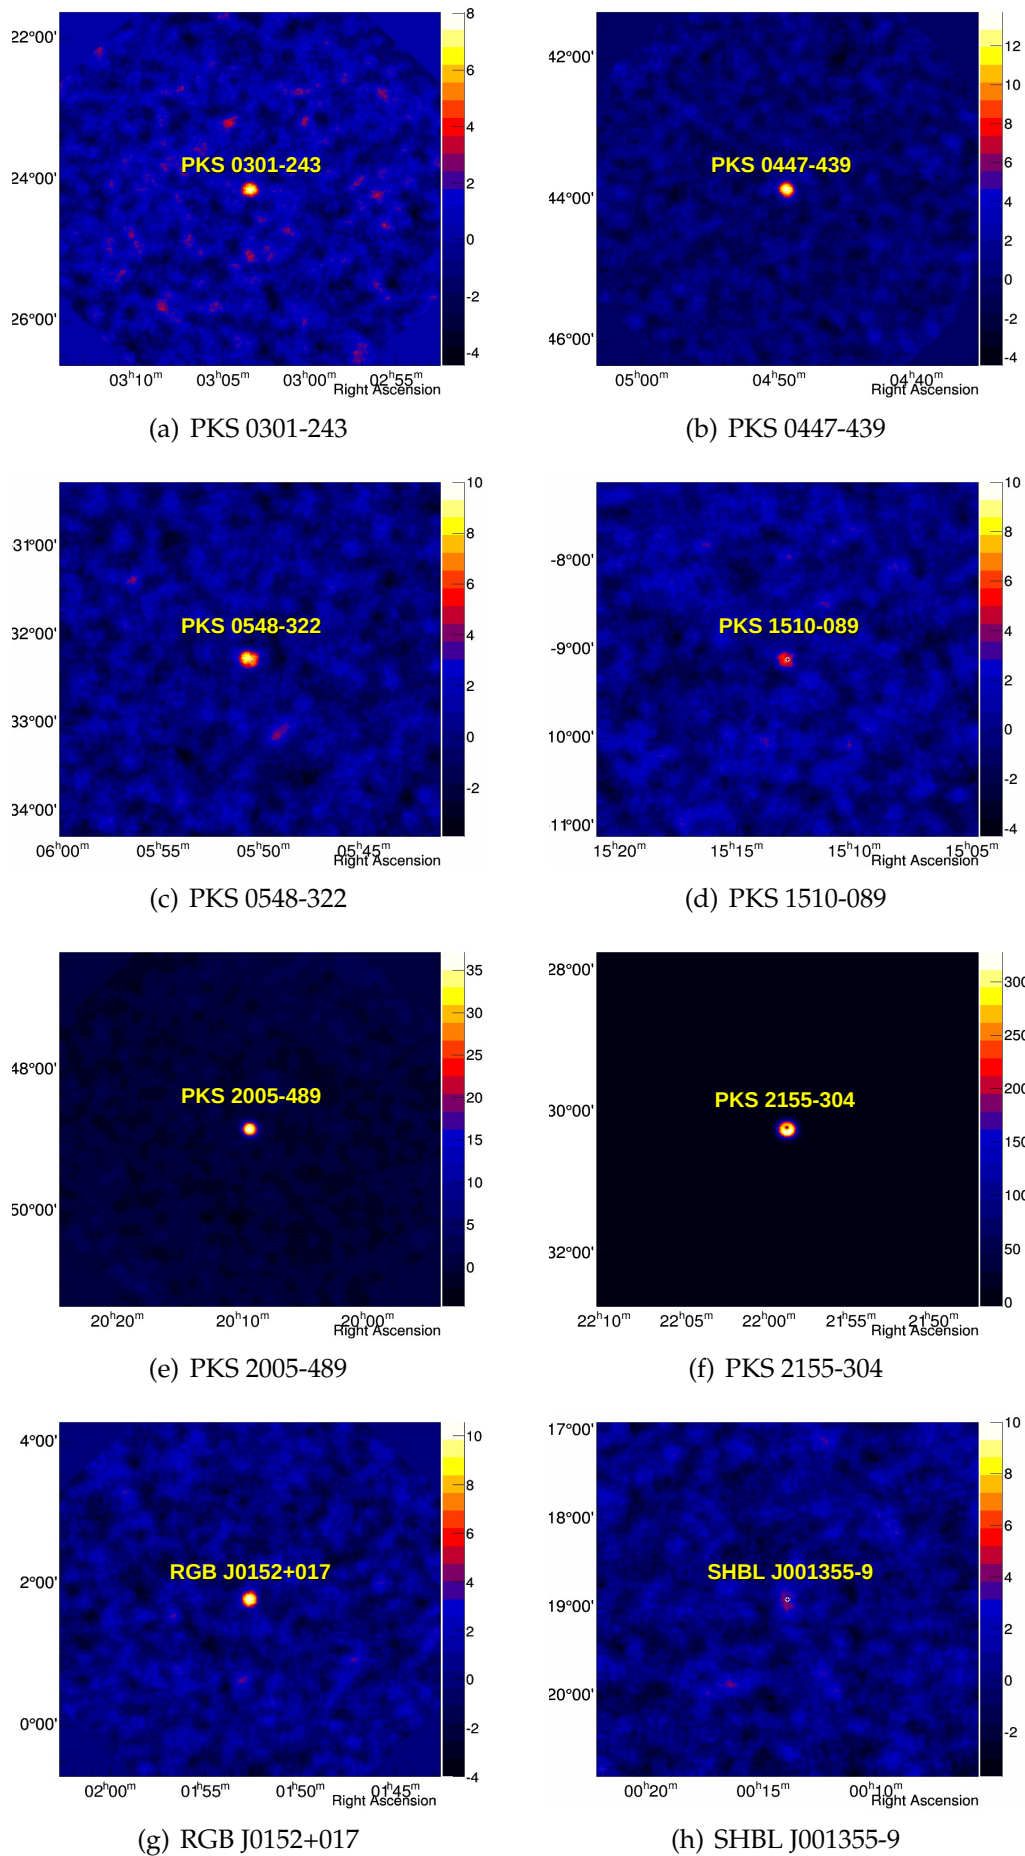 22°00'
24°00'
26°00'
PKS 0301-243
8
6
4
2
0
-2
-4
03h10m 03h05m 03h00m 02h55m
Right Ascension
(a) PKS 0301-243
42°00'
44°00'
46°00'
PKS 0447-439
12
10
8
6
4
2
0
-2
-4
05h00m 04h50m 04h40m
Right Ascension
(b) PKS 0447-439
31°00'
32°00'
33°00'
34°00'
PKS 0548-322
10
8
6
4
2
0
-2
06h00m 05h55m 05h50m 05h45m
Right Ascension
(c) PKS 0548-322
-8°00'
-9°00'
10°00'
11°00'
PKS 1510-089
10
8
6
4
2
0
-2
-4
15h20m 15h15m 15h10m 15h05m
Right Ascension
(d) PKS 1510-089
48°00'
50°00'
PKS 2005-489
35
30
25
20
15
10
5
0
20h20m 20h10m 20h00m
Right Ascension
(e) PKS 2005-489
28°00'
30°00'
32°00'
PKS 2155-304
300
250
200
150
100
50
0
22h10m 22h05m 22h00m 21h55m 21h50m
Right Ascension
(f) PKS 2155-304
4°00'
2°00'
0°00'
RGB J0152+017
10
8
6
4
2
0
-2
-4
02h00m 01h55m 01h50m 01h45m
Right Ascension
(g) RGB J0152+017
17°00'
18°00'
19°00'
20°00'
SHBL J001355-9
10
8
6
4
2
0
-2
00h20m 00h15m 00h10m
Right Ascension
(h) SHBL J001355-9